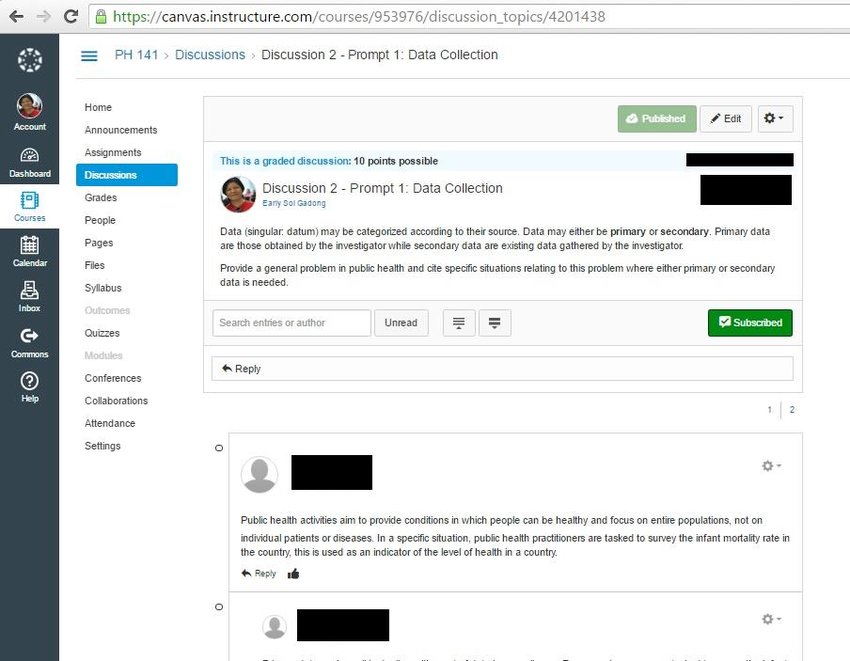 https://canvas.instructure.com/courses/953976/discussion_topics/4201438
PH 141 > Discussions > Discussion 2 - Prompt 1: Data Collection
Account
Dashboard
Courses
Calendar
Inbox
Commons
Help
Home
Announcements
Assignments
Discussions
Grades
People
Pages
Files
Syllabus
Outcomes
Quizzes
Modules
Conferences
Collaborations
Attendance
Settings
Published
Edit
This is a graded discussion: 10 points possible
Discussion 2 - Prompt 1: Data Collection
Early Sol Gadong
Data (singular: datum) may be categorized according to their source. Data may either be primary or secondary. Primary data
are those obtained by the investigator while secondary data are existing data gathered by the investigator.
Provide a general problem in public health and cite specific situations relating to this problem where either primary or secondary
data is needed.
Search entries or author
Unread
Subscribed
Reply
1 2
Public health activities aim to provide conditions in which people can be healthy and focus on entire populations, not on
individual patients or diseases. In a specific situation, public health practitioners are tasked to survey the infant mortality rate in
the country, this is used as an indicator of the level of health in a country.
Reply